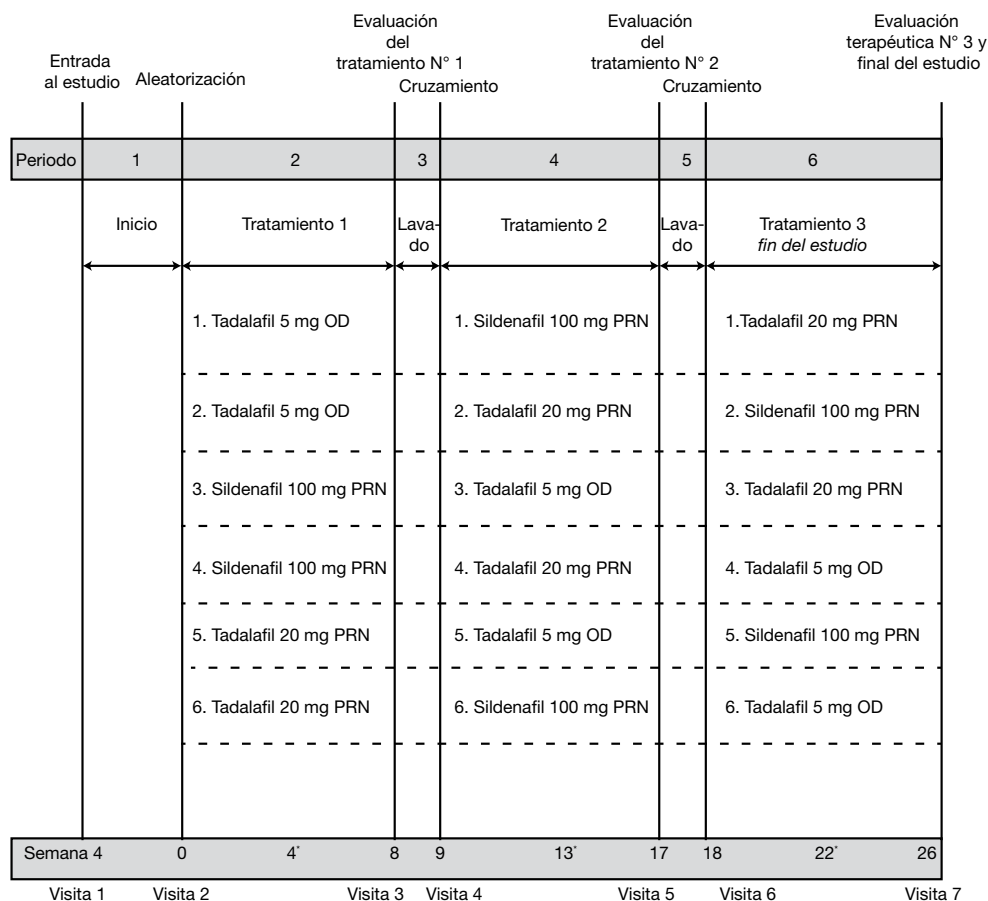 Entrada
al estudio
Aleatorización
Evaluación
del
tratamiento N° 1
Cruzamiento
Evaluación
del
tratamiento N° 2
Cruzamiento
Evaluación
terapéutica N° 3 y
final del estudio
Periodo 1 2 3 4 5 6
Inicio
Tratamiento 1
Lava-
do
Tratamiento 2
Lava-
do
Tratamiento 3
fin del estudio
1. Tadalafil 5 mg OD
1. Sildenafil 100 mg PRN
1.Tadalafil 20 mg PRN
2. Tadalafil 5 mg OD
2. Tadalafil 20 mg PRN
2. Sildenafil 100 mg PRN
3. Sildenafil 100 mg PRN
3. Tadalafil 5 mg OD
3. Tadalafil 20 mg PRN
4. Sildenafil 100 mg PRN
4. Tadalafil 20 mg PRN
4. Tadalafil 5 mg OD
5. Tadalafil 20 mg PRN
5. Tadalafil 5 mg OD
5. Sildenafil 100 mg PRN
6. Tadalafil 20 mg PRN
6. Sildenafil 100 mg PRN
6. Tadalafil 5 mg OD
Semana 4 0 4* 8 9 13* 17 18 22* 26
Visita 1 Visita 2 Visita 3 Visita 4 Visita 5 Visita 6 Visita 7